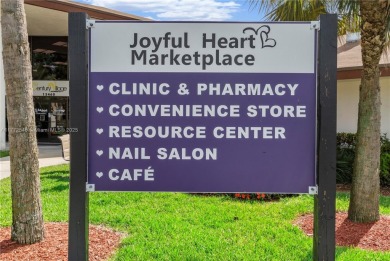 Joyful Heart
Marketplace
CLINIC & PHARMACY
CONVENIENCE STORE
RESOURCE CENTER
NAIL SALON
CAFÉ